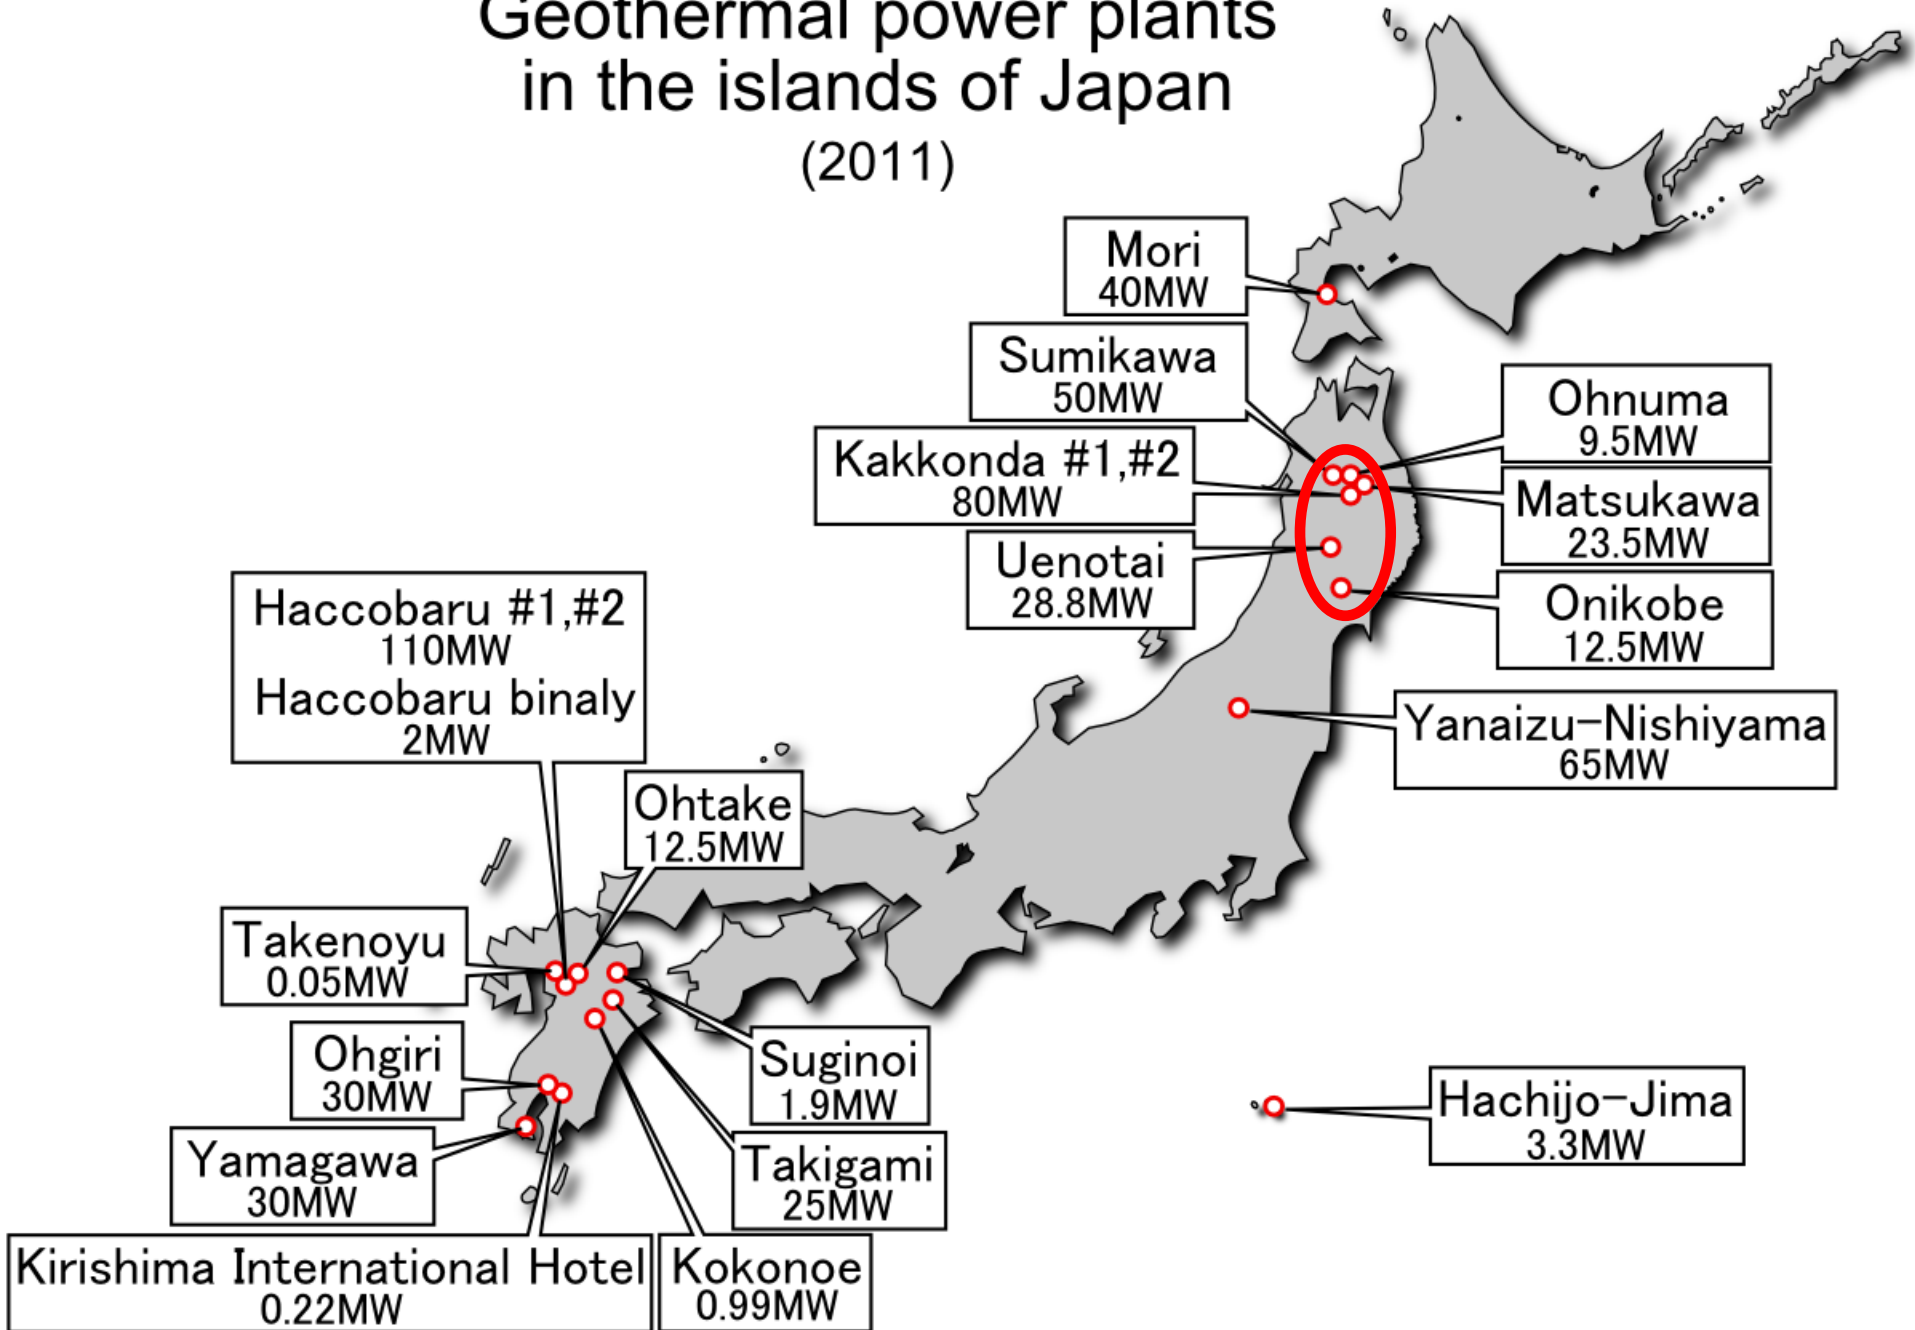 Geothermal power plants
in the islands of Japan
(2011)
Mori
40MW
Sumikawa
50MW
Kakkonda #1,#2
80MW
Uenotai
28.8MW
Ohnuma
9.5MW
Matsukawa
23.5MW
Onikobe
12.5MW
Yanaizu-Nishiyama
65MW
Haccobaru #1,#2
110MW
Haccobaru binaly
2MW
Ohtake
12.5MW
Takenoyu
0.05MW
Ohgiri
30MW
Yamagawa
30MW
Kirishima International Hotel
0.22MW
Suginoi
1.9MW
Takigami
25MW
Kokonoe
0.99MW
Hachijo-Jima
3.3MW